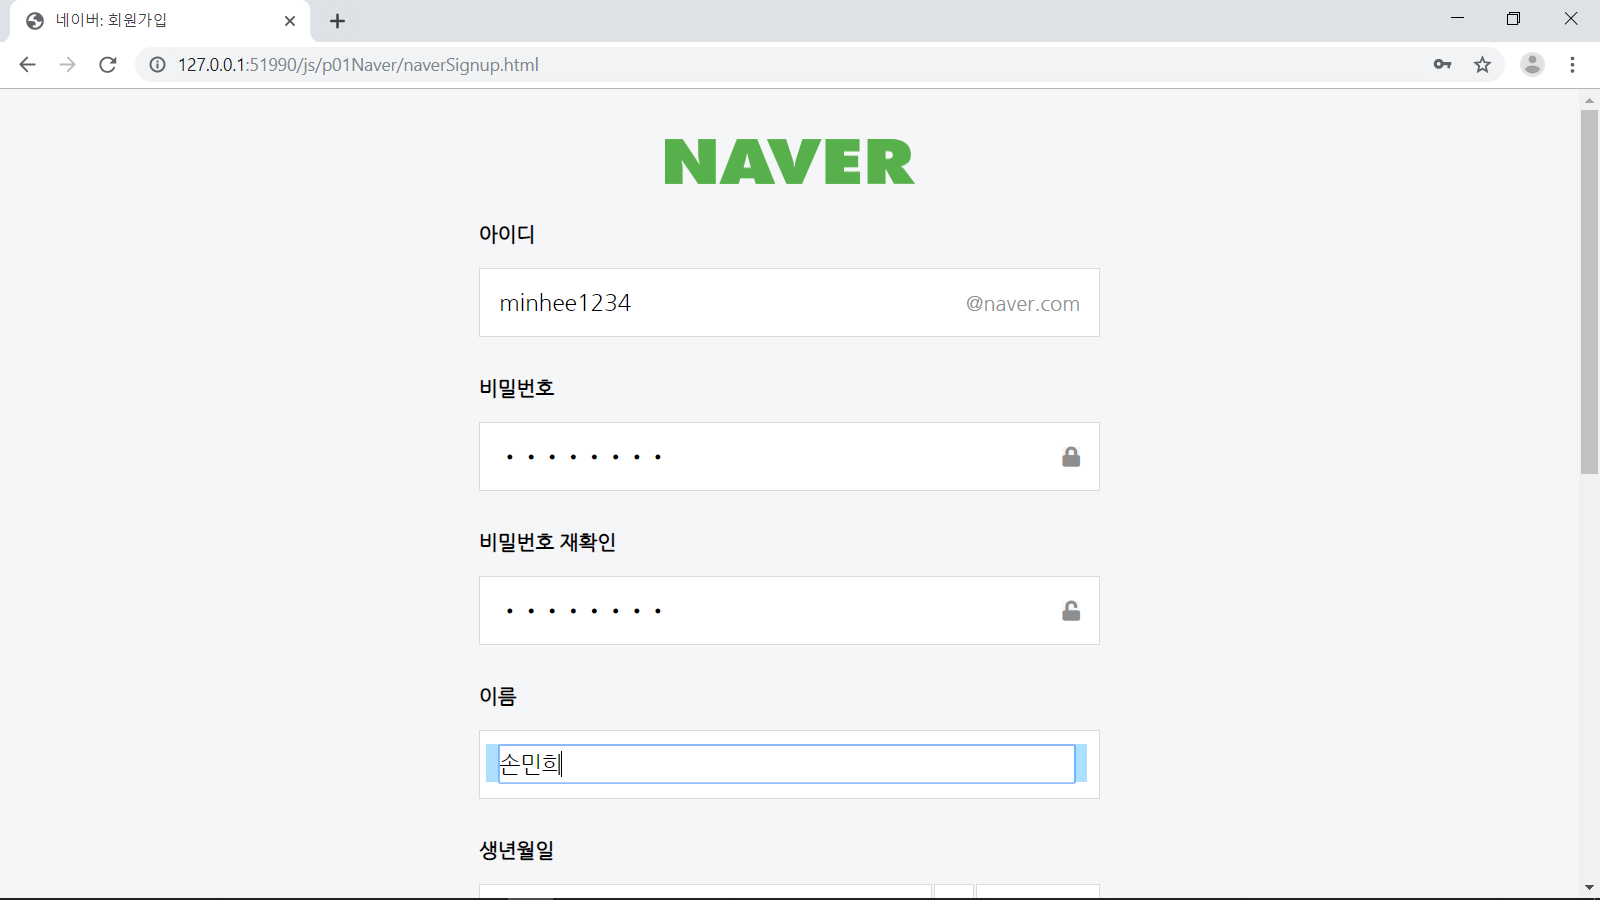 네이버: 회원가입
127.0.0.1:51990/js/p01Naver/naverSignup.html
NAVER
아이디
minhee1234
@naver.com
비밀번호
비밀번호 재확인
이름
손민희
생년월일